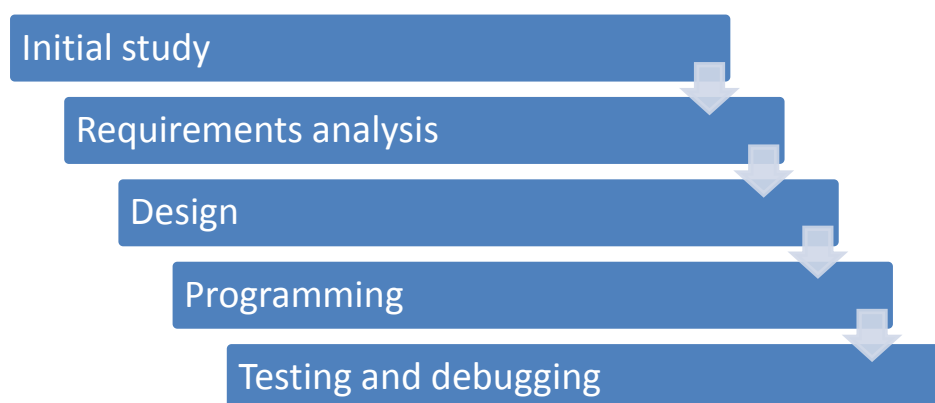 Initial study
Requirements analysis
Design
Programming
Testing and debugging